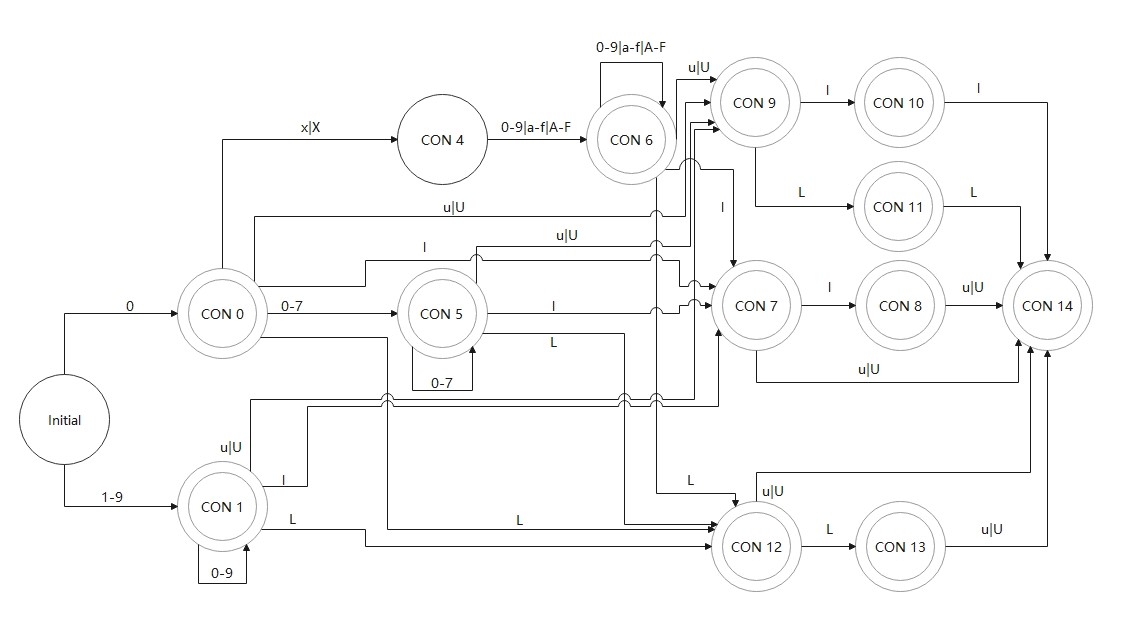 0-9|a-f|A-F
u|U
CON 9
l
CON 10
l
x|X
CON 4
0-9|a-f|A-F
CON 6
L
CON 11
L
u|U
l
u|U
l
0
CON 0
0-7
CON 5
l
CON 7
l
CON 8
u|U
CON 14
L
0-7
u|U
Initial
u|U
l
L
u|U
1-9
CON 1
L
L
CON 12
L
CON 13
u|U
0-9